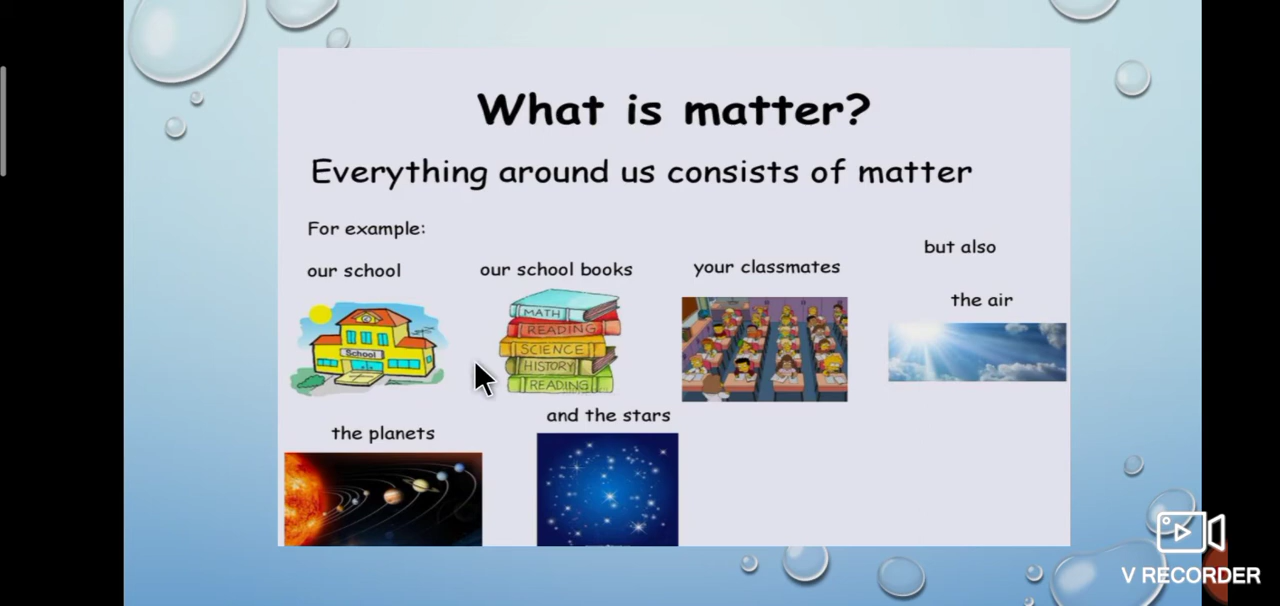 What is matter?
Everything around us consists of matter
For example:
our school
our school books
your classmates
but also
the air
School
MATH
READING
SCIENCE
HISTORY
READING
the planets
and the stars
V RECORDER